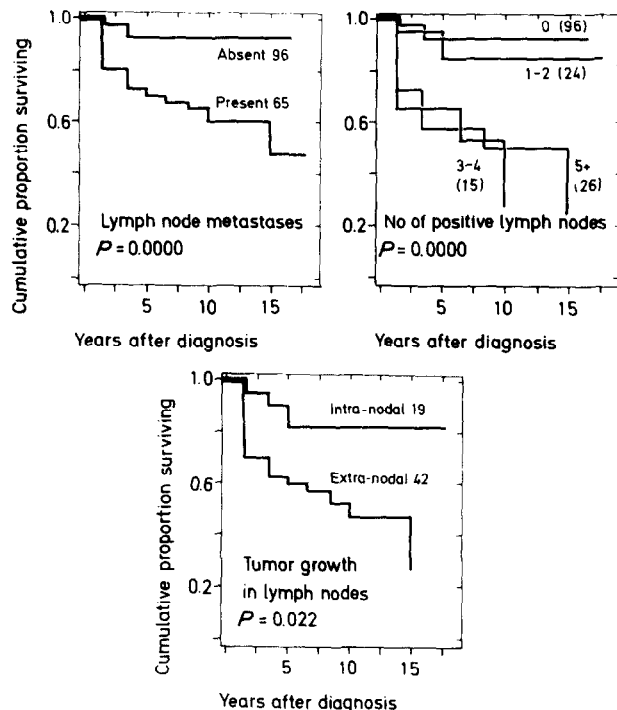 Cumulative proportion surviving
1.0
0.6
0.2
Absent 96
Present 65
Lymph node metastases
P = 0.0000
5 10 15
Years after diagnosis
1.0
0.6
0.2
0 (96)
1-2 (24)
3-4
(15)
5+
(26)
No of positive lymph nodes
P = 0.0000
5 10 15
Years after diagnosis
Cumulative proportion surviving
1.0
0.6
0.2
Intra-nodal 19
Extra-nodal 42
Tumor growth
in lymph nodes
P = 0.022
5 10 15
Years after diagnosis